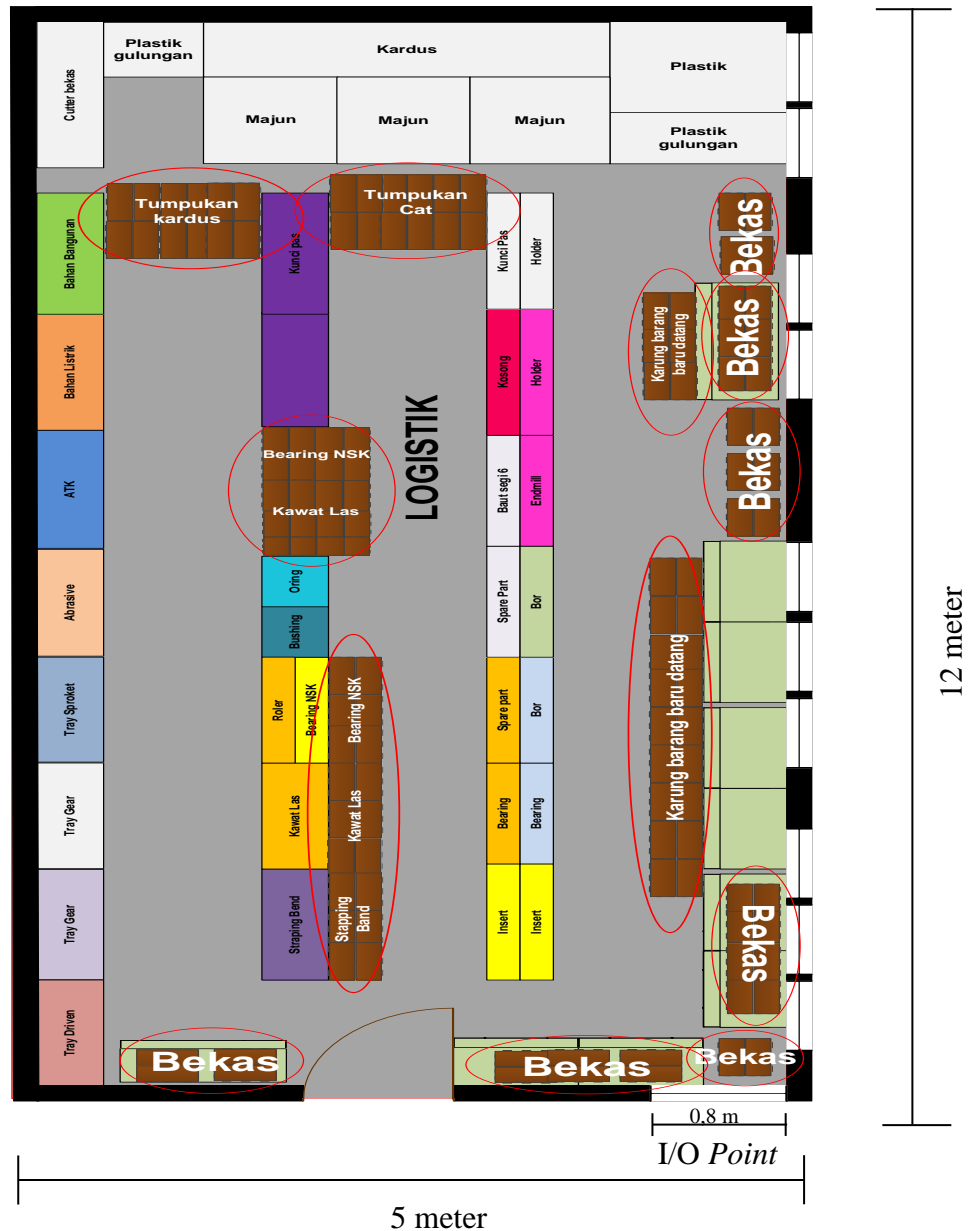 Plastik
gulungan
Kardus
Plastik
Cutter bekas
Majun
Majun
Majun
Plastik
gulungan
Tumpukan
kardus
Tumpukan
Cat
Bahan Bangunan
Kunci pas
Kunci Pas
Holder
Bekas
Bahan Listrik
Kosong
Holder
Karung barang
baru datang
Bekas
LOGISTIK
ATK
Bearing NSK
Kawat Las
Baut segi 6
Endmill
Bekas
Abrasive
Oring
Bushing
Spare Part
Bor
Karung barang baru datang
Tray Sproket
Roler
Bearing NSK
Bearing NSK
Spare part
Bor
Tray Gear
Kawat Las
Kawat Las
Bearing
Bearing
Tray Gear
Straping Bend
Stapping
Band
Insert
Insert
Bekas
Tray Driven
Bekas
Bekas
Bekas
0,8 m
I/O Point
5 meter
12 meter